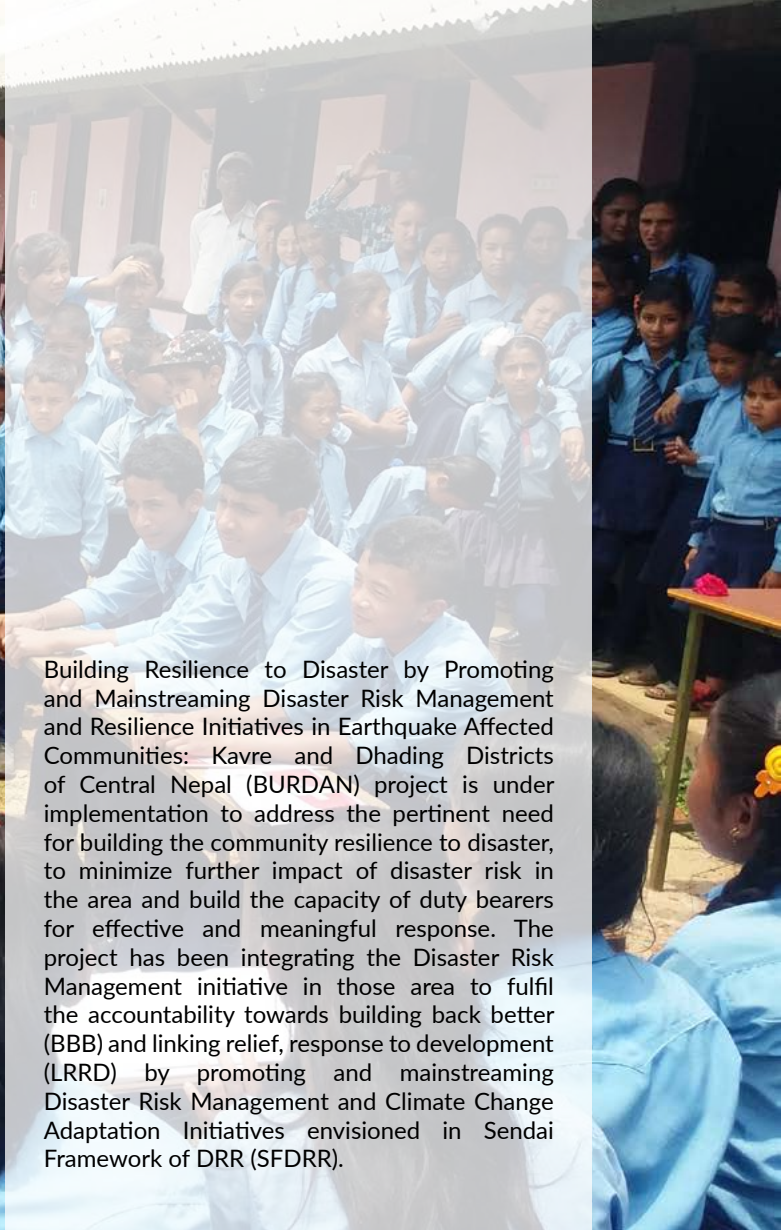 Building Resilience to Disaster by Promoting
and Mainstreaming Disaster Risk Management
and Resilience Initiatives in Earthquake Affected
Communities: Kavre and Dhading Districts
of Central Nepal (BURDAN) project is under
implementation to address the pertinent need
for building the community resilience to disaster,
to minimize further impact of disaster risk in
the area and build the capacity of duty bearers
for effective and meaningful response. The
project has been integrating the Disaster Risk
Management initiative in those area to fulfil
the accountability towards building back better
(BBB) and linking relief, response to development
(LRRD) by promoting and mainstreaming
Disaster Risk Management and Climate Change
Adaptation Initiatives envisioned in Sendai
Framework of DRR (SFDRR).